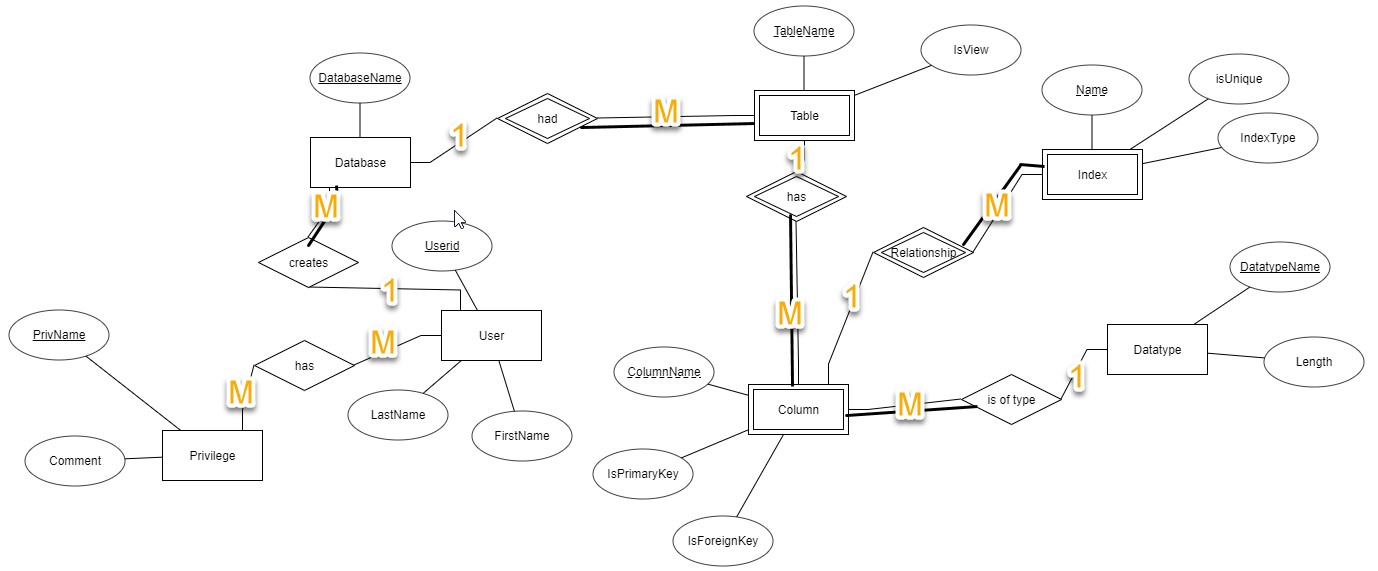 TableName
IsView
DatabaseName
Name
isUnique
IndexType
had
M
Table
1
Database
1
Index
has
M
M
creates
Userid
Relationship
DatatypeName
1
1
M
PrivName
User
M
has
Datatype
Length
ColumnName
1
M
is of type
M
Column
LastName
FirstName
Privilege
Comment
IsPrimaryKey
IsForeignKey